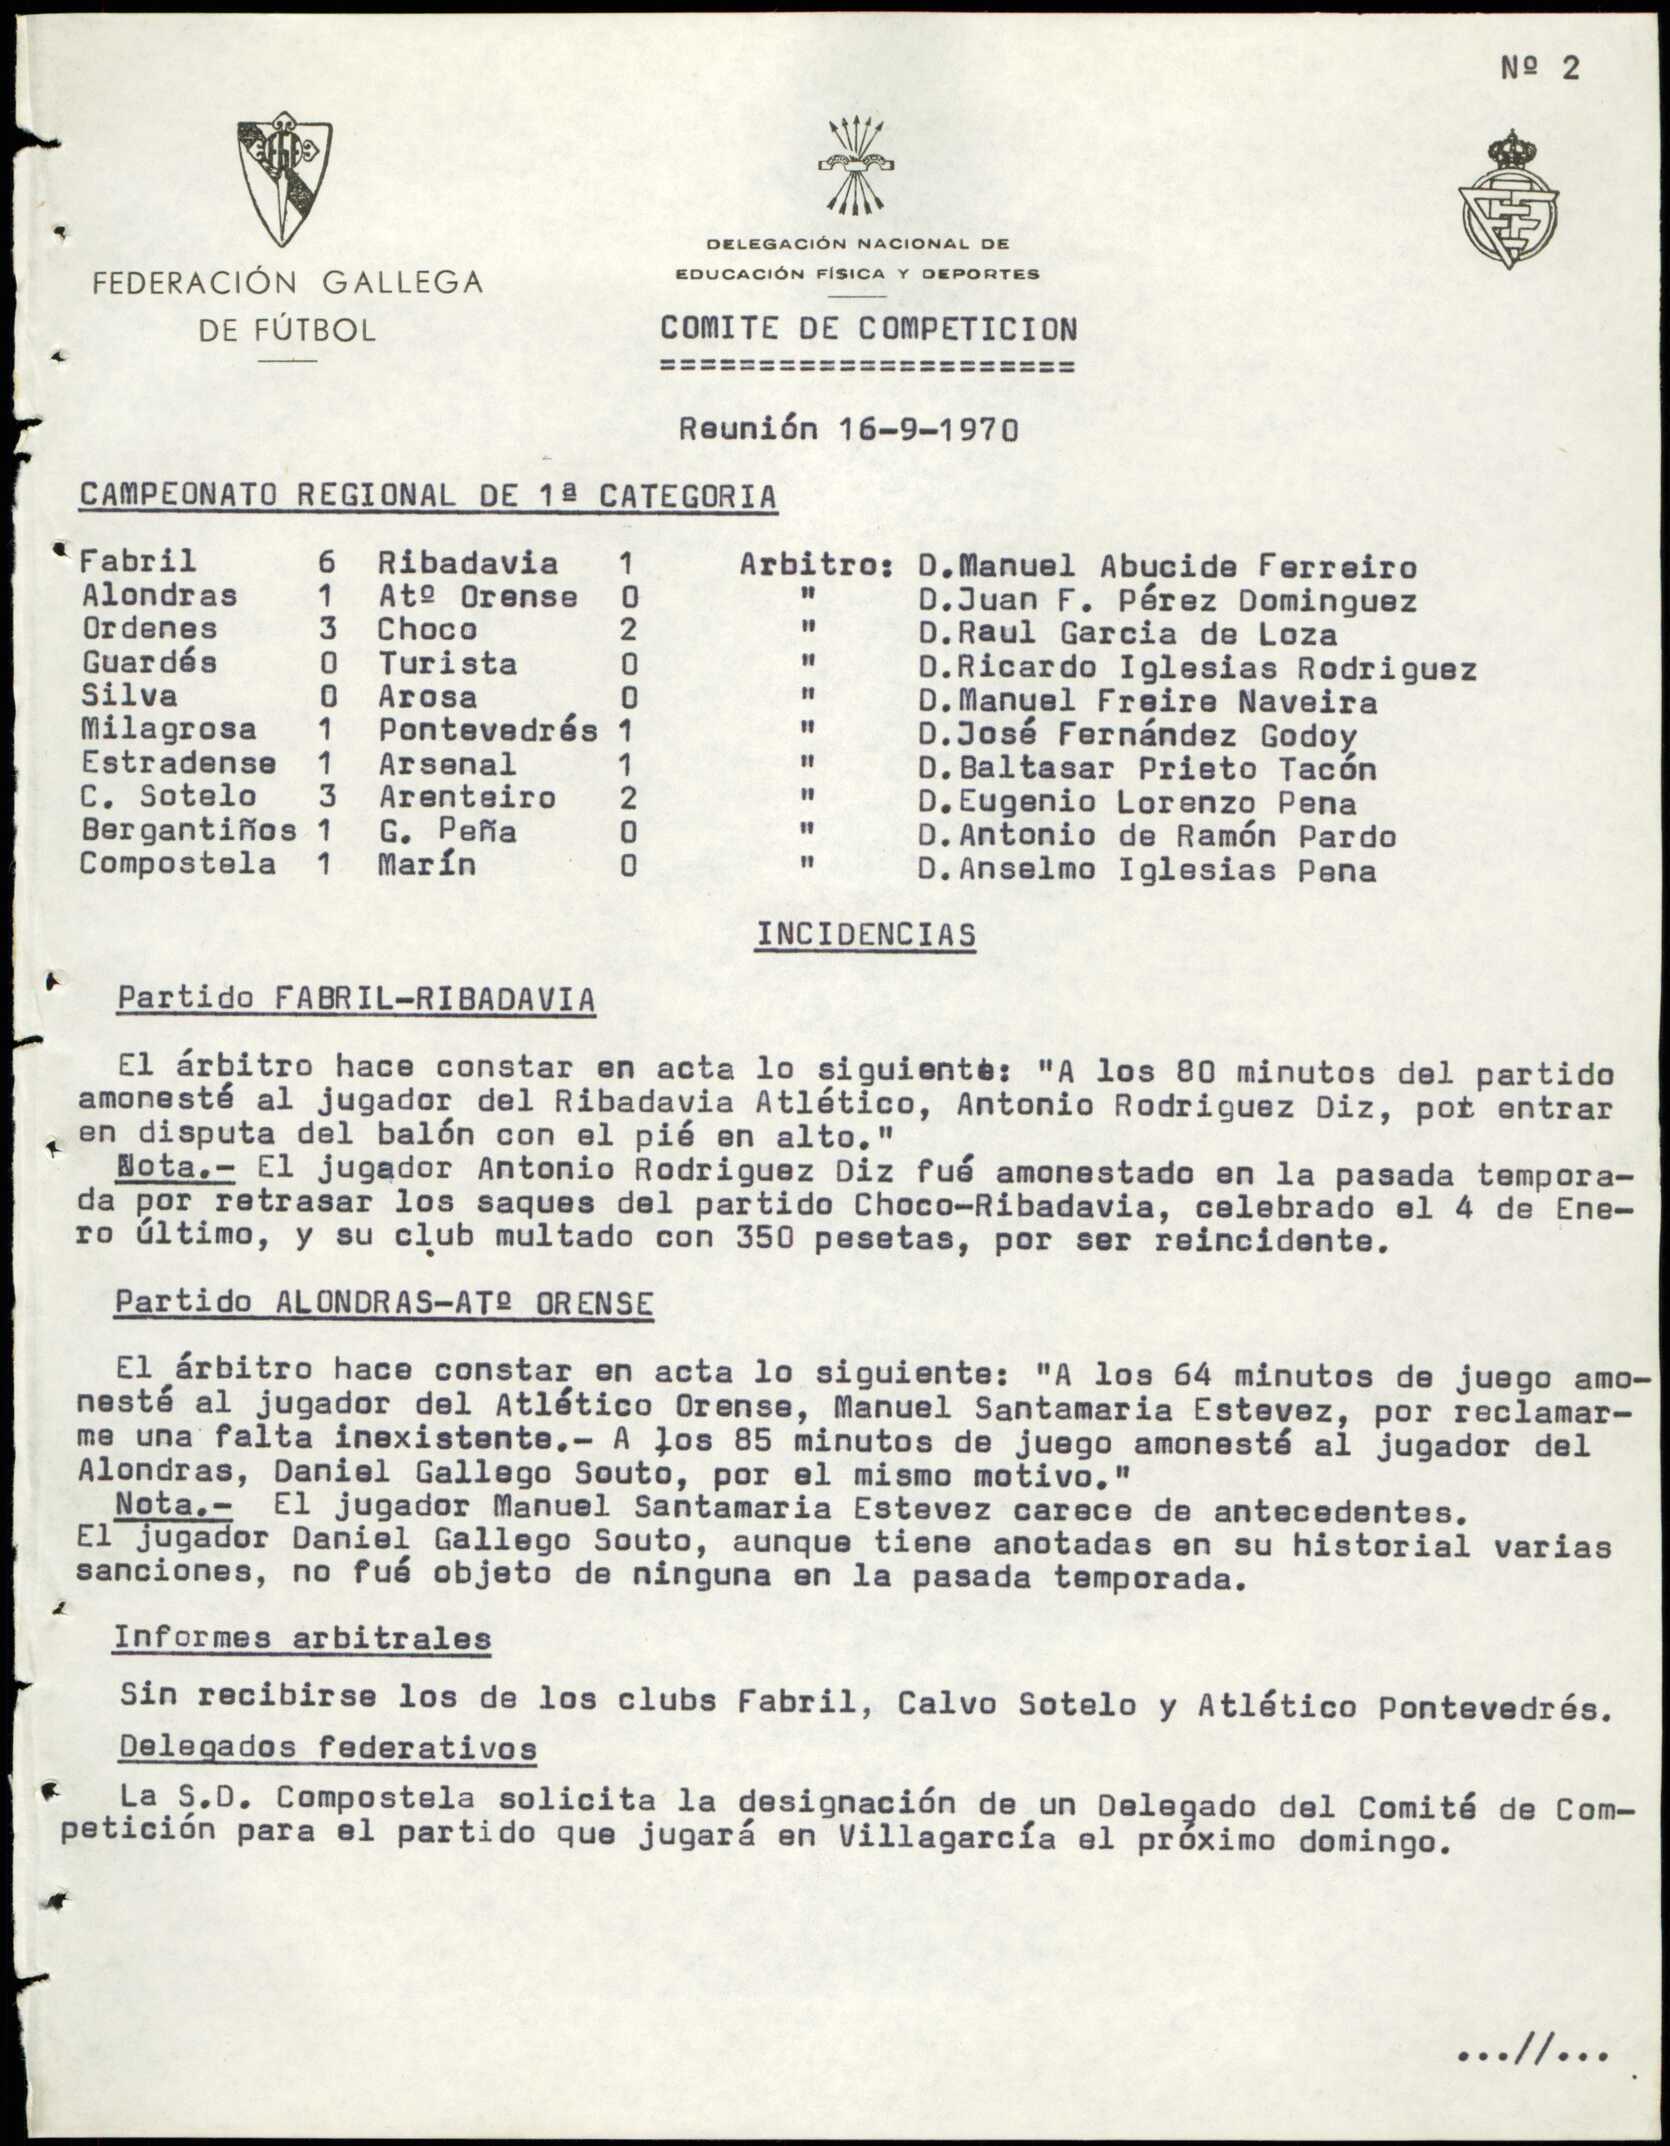 Nº 2
FEDERACIÓN GALLEGA
DE FÚTBOL
DELEGACIÓN NACIONAL DE
EDUCACIÓN FÍSICA Y DEPORTES
COMITE DE COMPETICION
=====================
Reunión 16-9-1970
CAMPEONATO REGIONAL DE 1ª CATEGORIA
Fabril 6 Ribadavia 1 Arbitro: D.Manuel Abucide Ferreiro
Alondras 1 Atº Orense 0 " D.Juan F. Pérez Dominguez
Ordenes 3 Choco 2 " D.Raul Garcia de Loza
Guardés 0 Turista 0 " D.Ricardo Iglesias Rodriguez
Silva 0 Arosa 0 " D.Manuel Freire Naveira
Milagrosa 1 Pontevedrés 1 " D.José Fernández Godoy
Estradense 1 Arsenal 1 " D.Baltasar Prieto Tacón
C. Sotelo 3 Arenteiro 2 " D.Eugenio Lorenzo Pena
Bergantiños 1 G. Peña 0 " D.Antonio de Ramón Pardo
Compostela 1 Marín 0 " D.Anselmo Iglesias Pena
INCIDENCIAS
Partido FABRIL-RIBADAVIA
El árbitro hace constar en acta lo siguiente: "A los 80 minutos del partido
amonesté al jugador del Ribadavia Atlético, Antonio Rodriguez Diz, por entrar
en disputa del balón con el pié en alto."
Nota.- El jugador Antonio Rodriguez Diz fué amonestado en la pasada tempora-
da por retrasar los saques del partido Choco-Ribadavia, celebrado el 4 de Ene-
ro último, y su club multado con 350 pesetas, por ser reincidente.
Partido ALONDRAS-ATº ORENSE
El árbitro hace constar en acta lo siguiente: "A los 64 minutos de juego amo-
nesté al jugador del Atlético Orense, Manuel Santamaria Estevez, por reclamar-
me una falta inexistente.- A los 85 minutos de juego amonesté al jugador del
Alondras, Daniel Gallego Souto, por el mismo motivo."
Nota.- El jugador Manuel Santamaria Estevez carece de antecedentes.
El jugador Daniel Gallego Souto, aunque tiene anotadas en su historial varias
sanciones, no fué objeto de ninguna en la pasada temporada.
Informes arbitrales
Sin recibirse los de los clubs Fabril, Calvo Sotelo y Atlético Pontevedrés.
Delegados federativos
La S.D. Compostela solicita la designación de un Delegado del Comité de Com-
petición para el partido que jugará en Villagarcía el próximo domingo.
...//...